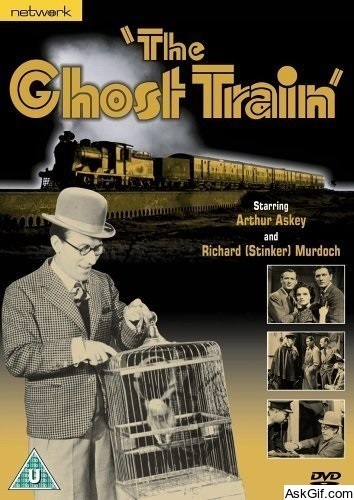 network
'The
Ghost Train'
Starring
Arthur Askey
and
Richard (Stinker) Murdoch
U
DVD
AskGif.com